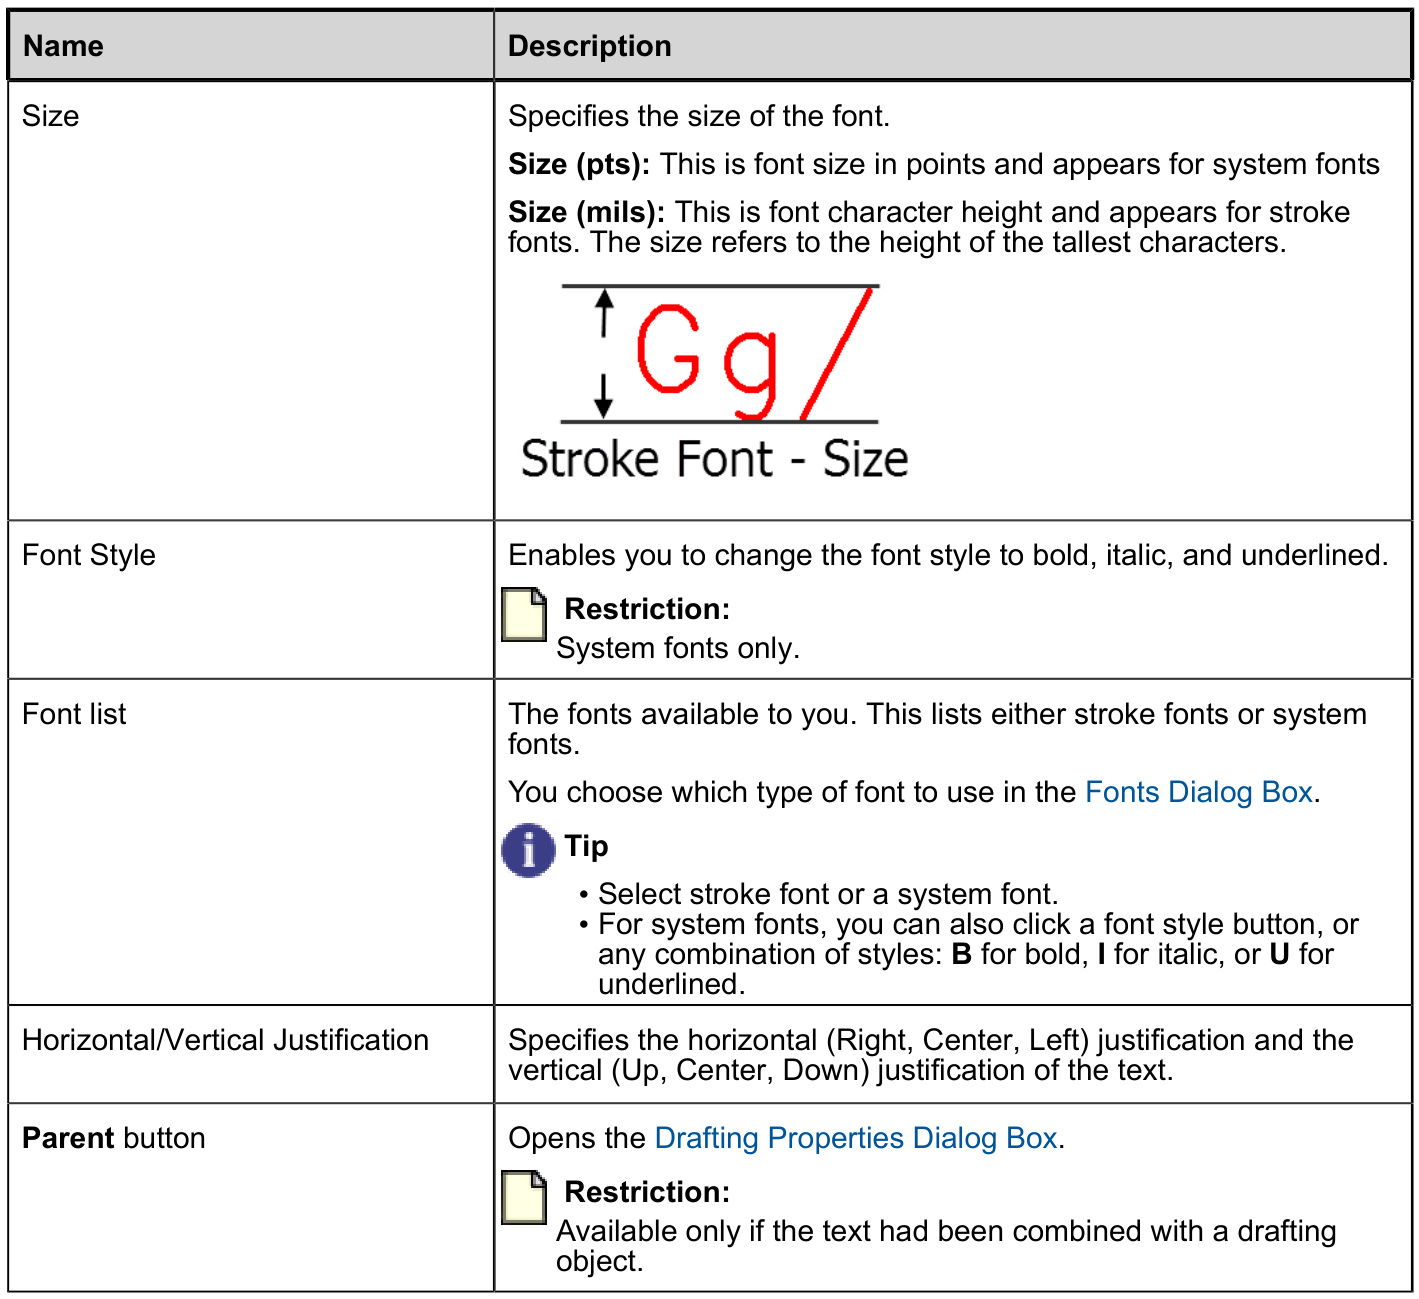 Name
Description
Size
Specifies the size of the font.
Size (pts): This is font size in points and appears for system fonts
Size (mils): This is font character height and appears for stroke
fonts. The size refers to the height of the tallest characters.
Gg/
Stroke Font - Size
Font Style
Enables you to change the font style to bold, italic, and underlined.
Restriction:
System fonts only.
Font list
The fonts available to you. This lists either stroke fonts or system
fonts.
You choose which type of font to use in the Fonts Dialog Box.
i
Tip
• Select stroke font or a system font.
• For system fonts, you can also click a font style button, or
any combination of styles: B for bold, I for italic, or U for
underlined.
Horizontal/Vertical Justification
Specifies the horizontal (Right, Center, Left) justification and the
vertical (Up, Center, Down) justification of the text.
Parent button
Opens the Drafting Properties Dialog Box.
Restriction:
Available only if the text had been combined with a drafting
object.